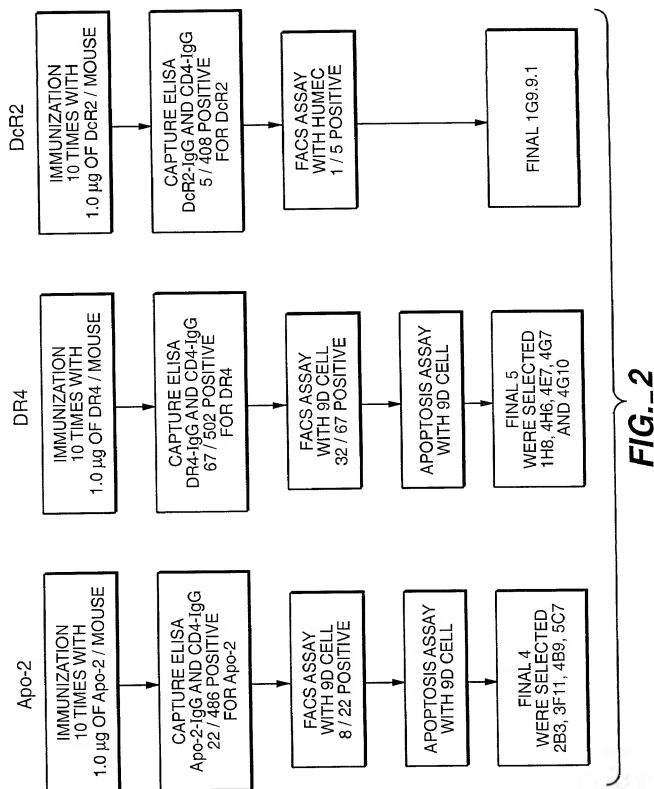 Apo-2
IMMUNIZATION
10 TIMES WITH
1.0 µg OF Apo-2 / MOUSE
CAPTURE ELISA
Apo-2-IgG AND CD4-IgG
22 / 486 POSITIVE
FOR Apo-2
FACS ASSAY
WITH 9D CELL
8 / 22 POSITIVE
APOPTOSIS ASSAY
WITH 9D CELL
FINAL 4
WERE SELECTED
2B3, 3F11, 4B9, 5C7
DR4
IMMUNIZATION
10 TIMES WITH
1.0 µg OF DR4 / MOUSE
CAPTURE ELISA
DR4-IgG AND CD4-IgG
67 / 502 POSITIVE
FOR DR4
FACS ASSAY
WITH 9D CELL
32 / 67 POSITIVE
APOPTOSIS ASSAY
WITH 9D CELL
FINAL 5
WERE SELECTED
1H8, 4H6, 4E7, 4G7
AND 4G10
DcR2
IMMUNIZATION
10 TIMES WITH
1.0 µg OF DcR2 / MOUSE
CAPTURE ELISA
DcR2-IgG AND CD4-IgG
5 / 408 POSITIVE
FOR DcR2
FACS ASSAY
WITH HUMEC
1 / 5 POSITIVE
FINAL 1G9.9.1
FIG._2